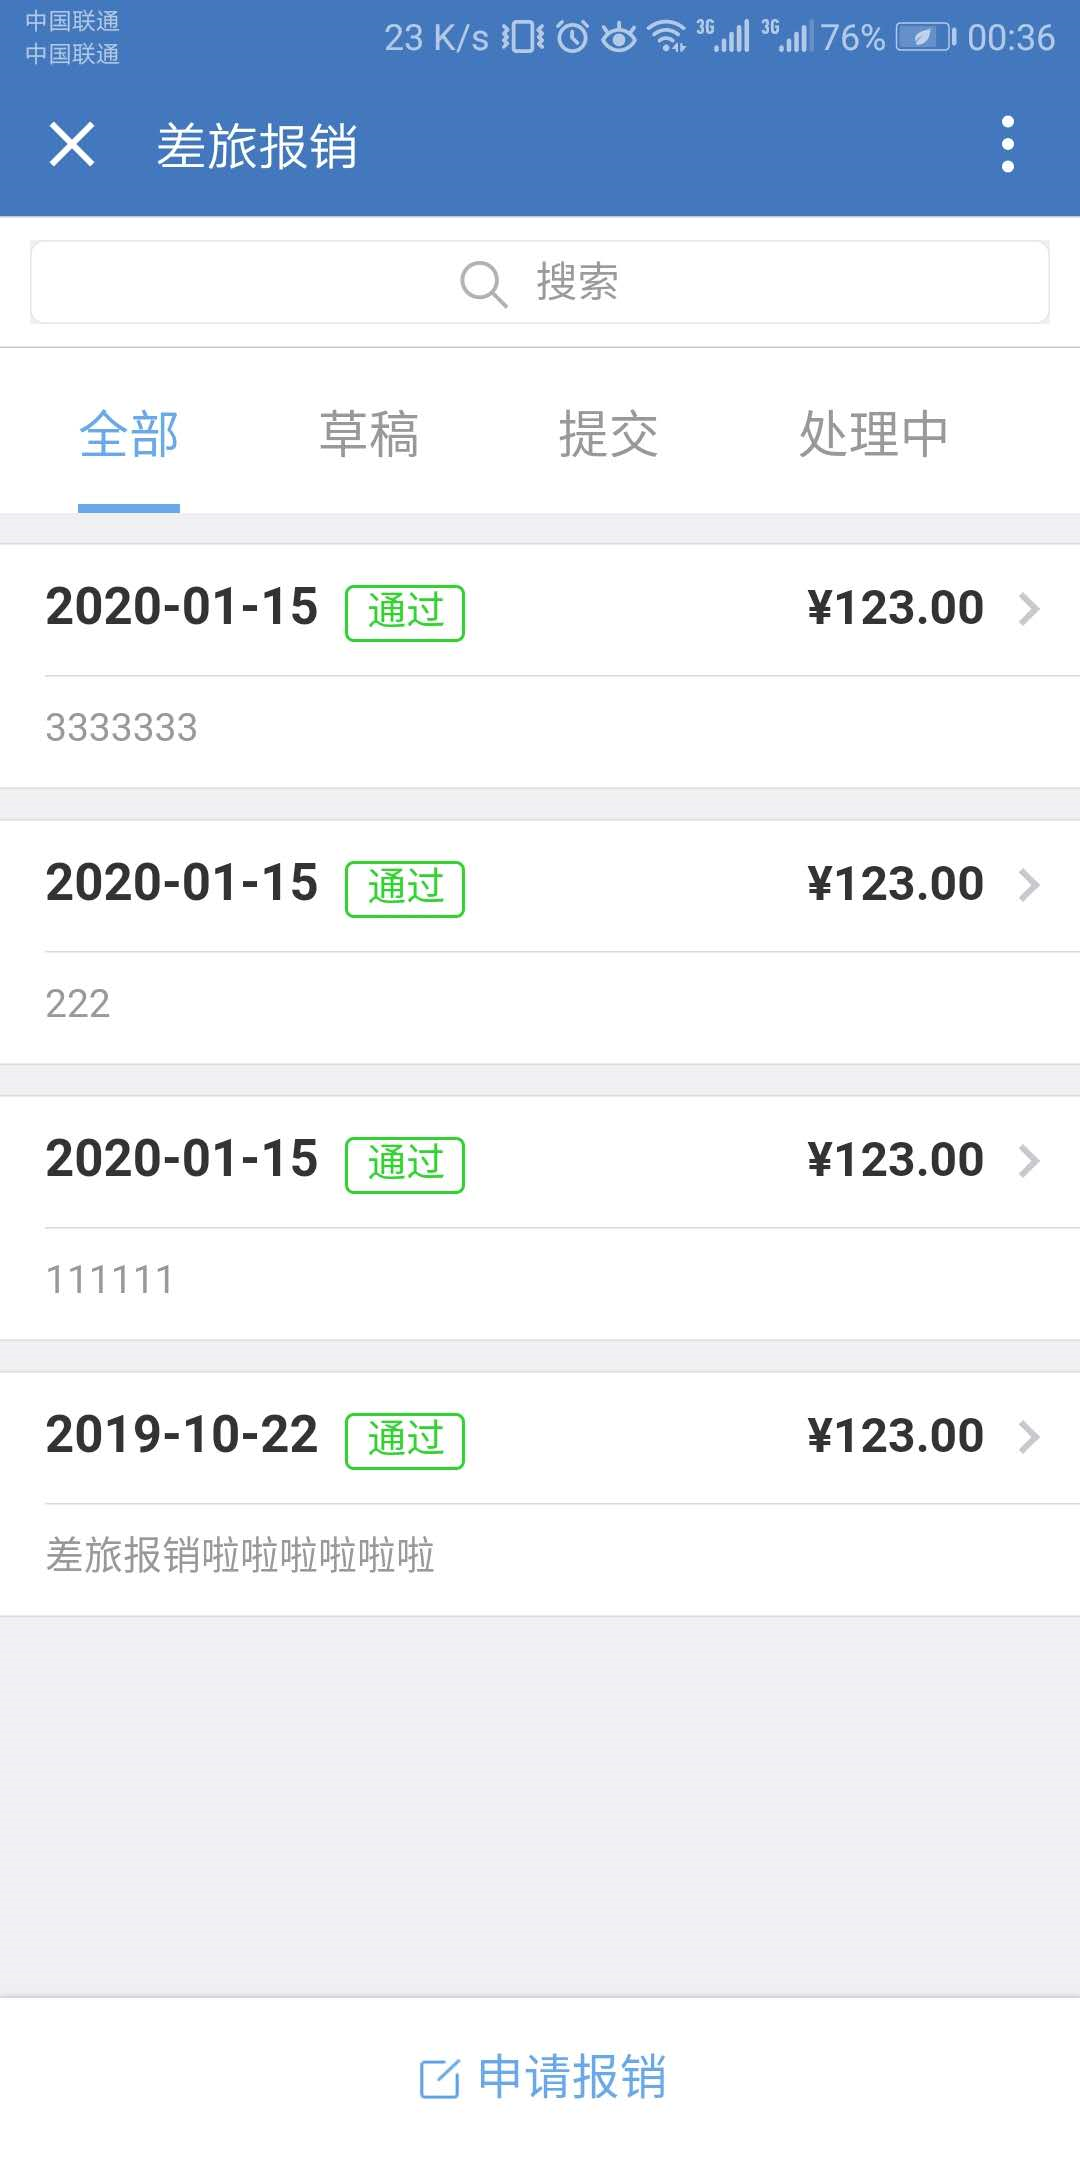 中国联通
中国联通
23 K/s 3G 3G 76% 00:36
差旅报销
搜索
全部 草稿 提交 处理中
2020-01-15 通过 ¥123.00
3333333
2020-01-15 通过 ¥123.00
222
2020-01-15 通过 ¥123.00
111111
2019-10-22 通过 ¥123.00
差旅报销啦啦啦啦啦啦
申请报销